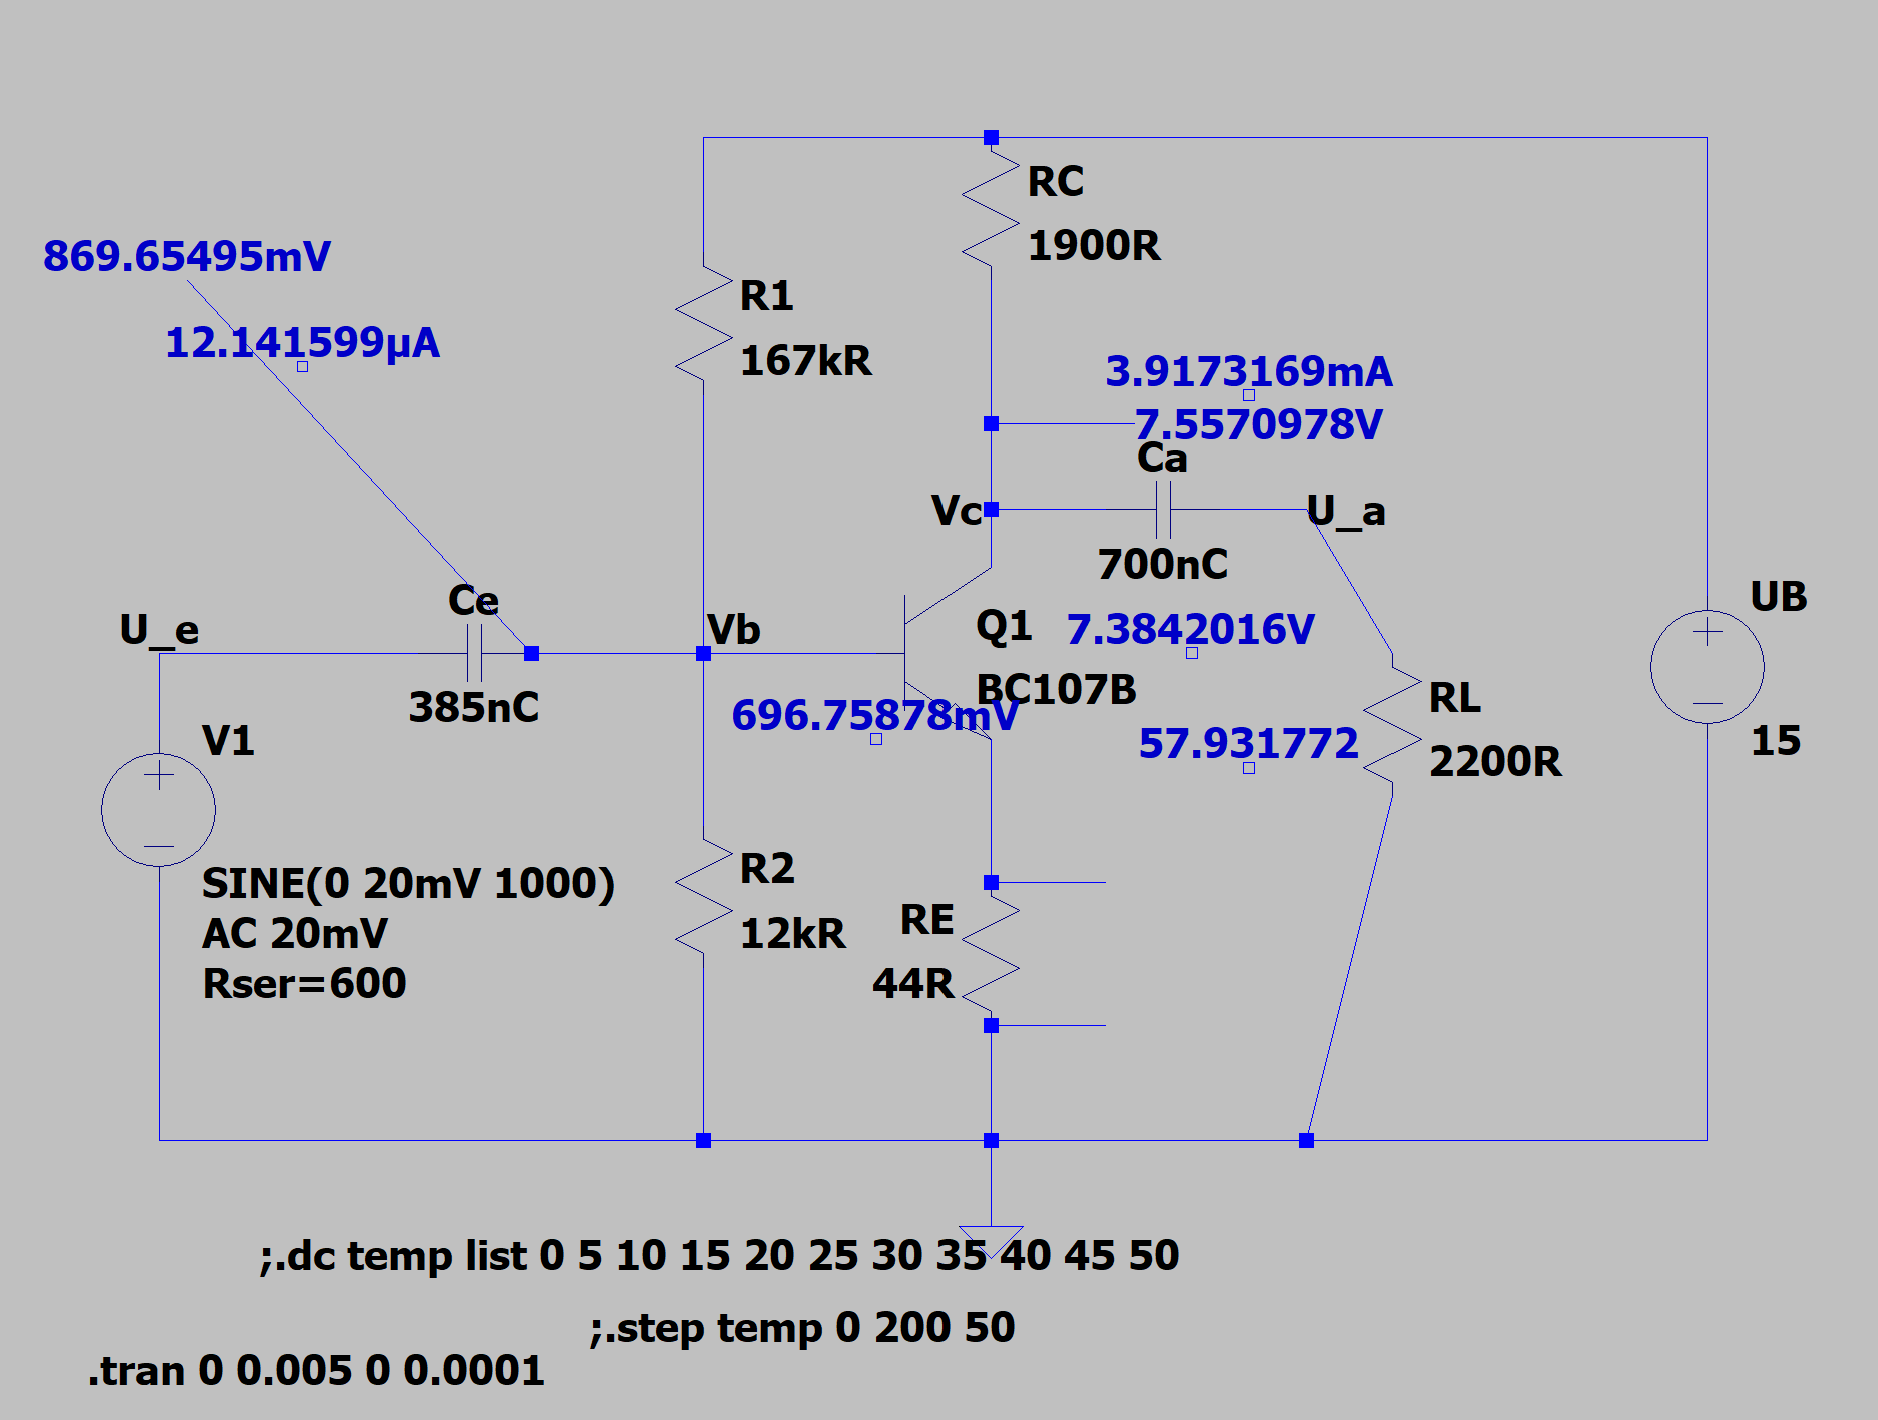 RC
1900R
869.65495mV
R1
12.141599µA
167kR
3.9173169mA
7.5570978V
Ca
Vc
U_a
700nC
Ce
UB
U_e
Vb
Q1
7.3842016V
BC107B
RL
385nC
696.75878mV
V1
57.931772
2200R
15
R2
SINE(0 20mV 1000)
RE
AC 20mV
12kR
Rser=600
44R
;.dc temp list 0 5 10 15 20 25 30 35 40 45 50
;.step temp 0 200 50
.tran 0 0.005 0 0.0001